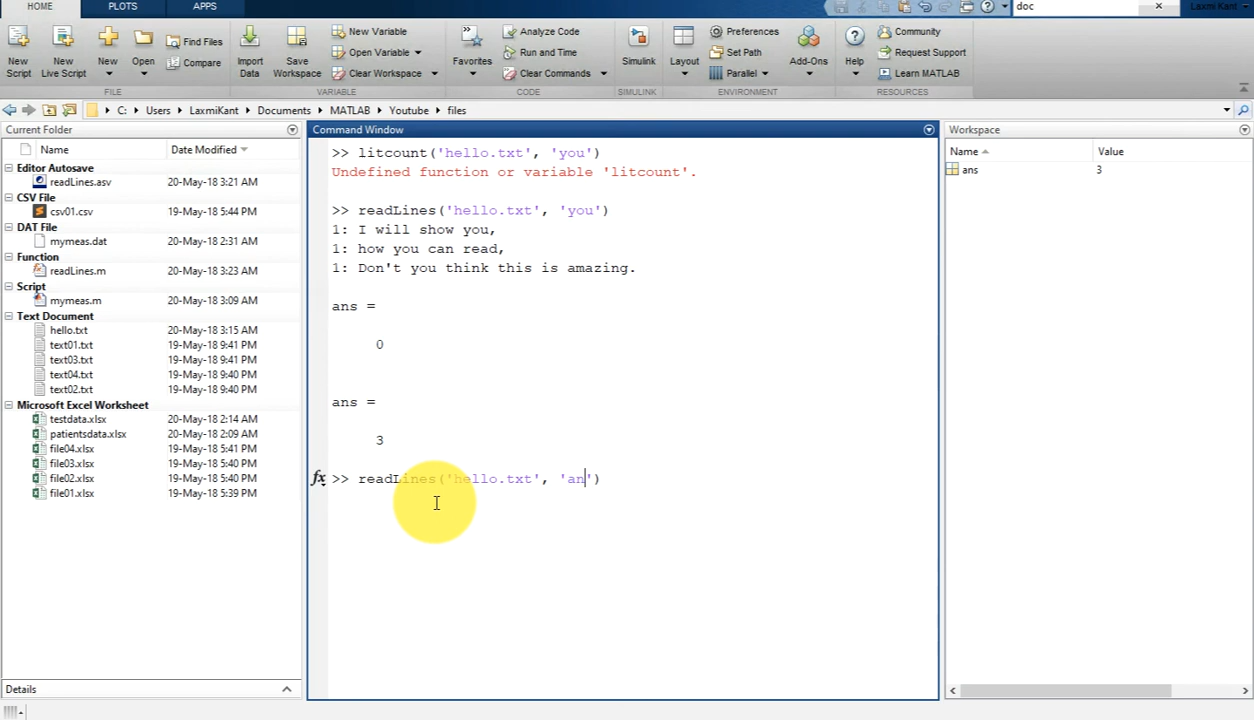 HOME PLOTS APPS doc Laxmi Kant
New Script
New Live Script
New
Open
Find Files
Compare
Import Data
Save Workspace
New Variable
Open Variable
Clear Workspace
Favorites
Analyze Code
Run and Time
Clear Commands
Simulink
Layout
Preferences
Set Path
Parallel
Add-Ons
Help
Community
Request Support
Learn MATLAB
FILE VARIABLE CODE SIMULINK ENVIRONMENT RESOURCES
C: Users LaxmiKant Documents MATLAB Youtube files
Current Folder
Name Date Modified
Editor Autosave
readLines.asv 20-May-18 3:21 AM
CSV File
csv01.csv 19-May-18 5:44 PM
DAT File
mymeas.dat 20-May-18 2:31 AM
Function
readLines.m 20-May-18 3:23 AM
Script
mymeas.m 20-May-18 3:09 AM
Text Document
hello.txt 20-May-18 3:15 AM
text01.txt 19-May-18 9:41 PM
text03.txt 19-May-18 9:41 PM
text04.txt 19-May-18 9:40 PM
text02.txt 19-May-18 9:40 PM
Microsoft Excel Worksheet
testdata.xlsx 20-May-18 2:14 AM
patientsdata.xlsx 20-May-18 2:09 AM
file04.xlsx 19-May-18 5:41 PM
file03.xlsx 19-May-18 5:40 PM
file02.xlsx 19-May-18 5:40 PM
file01.xlsx 19-May-18 5:39 PM
Details
Command Window
>> litcount('hello.txt', 'you')
Undefined function or variable 'litcount'.
>> readLines('hello.txt', 'you')
1: I will show you,
1: how you can read,
1: Don't you think this is amazing.
ans =
0
ans =
3
fx >> readLines('hello.txt', 'an')
Workspace
Name Value
ans 3